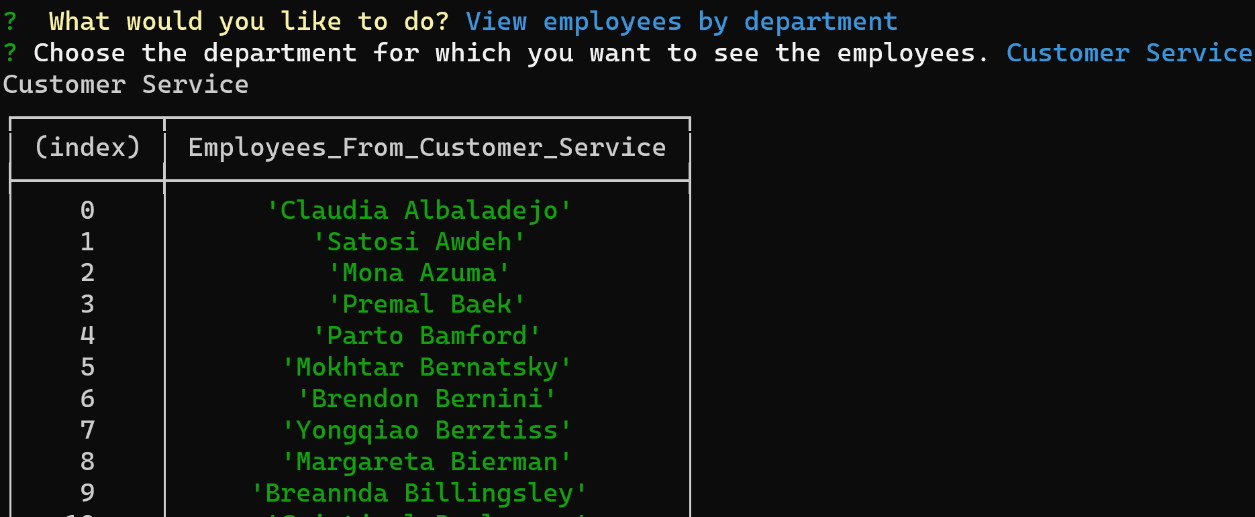 ?  What would you like to do? View employees by department
? Choose the department for which you want to see the employees. Customer Service
Customer Service
(index) Employees_From_Customer_Service
0 'Claudia Albaladejo'
1 'Satosi Awdeh'
2 'Mona Azuma'
3 'Premal Baek'
4 'Parto Bamford'
5 'Mokhtar Bernatsky'
6 'Brendon Bernini'
7 'Yongqiao Berztiss'
8 'Margareta Bierman'
9 'Breannda Billingsley'